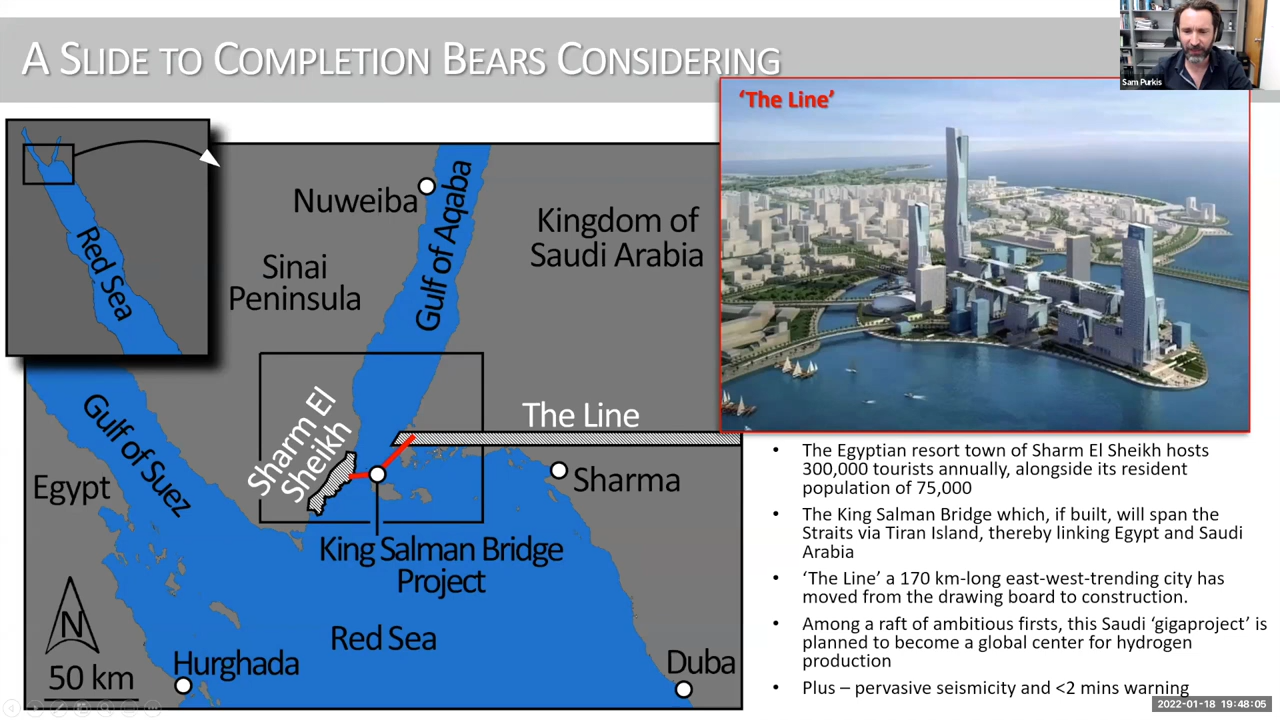 A SLIDE TO COMPLETION BEARS CONSIDERING
Sam Purkis
'The Line'
Red Sea
Nuweiba
Gulf of Aqaba
Kingdom of
Saudi Arabia
Sinai
Peninsula
Gulf of Suez
Sharm El
Sheikh
The Line
Sharma
Egypt
King Salman Bridge
Project
N
Red Sea
50 km
Hurghada
Duba
• The Egyptian resort town of Sharm El Sheikh hosts
300,000 tourists annually, alongside its resident
population of 75,000
• The King Salman Bridge which, if built, will span the
Straits via Tiran Island, thereby linking Egypt and Saudi
Arabia
• 'The Line' a 170 km-long east-west-trending city has
moved from the drawing board to construction.
• Among a raft of ambitious firsts, this Saudi 'gigaproject' is
planned to become a global center for hydrogen
production
• Plus – pervasive seismicity and <2 mins warning
2022-01-18 19:48:05